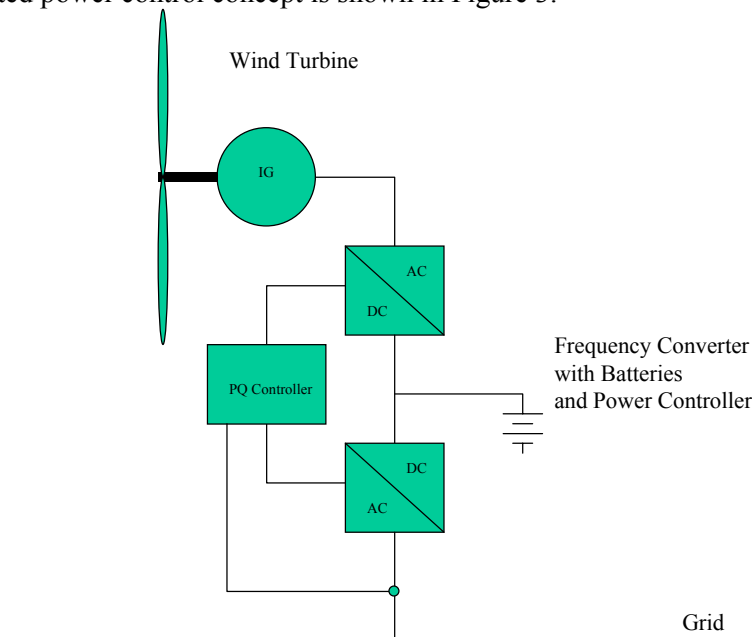 ted power control concept is shown in Figure 3.
Wind Turbine
IG
AC
DC
PQ Controller
Frequency Converter
with Batteries
and Power Controller
DC
AC
Grid